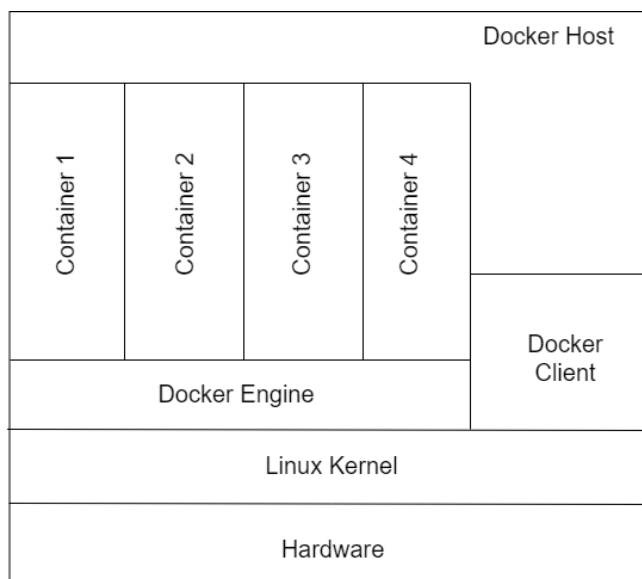 Docker Host
Container 1
Container 2
Container 3
Container 4
Docker
Client
Docker Engine
Linux Kernel
Hardware